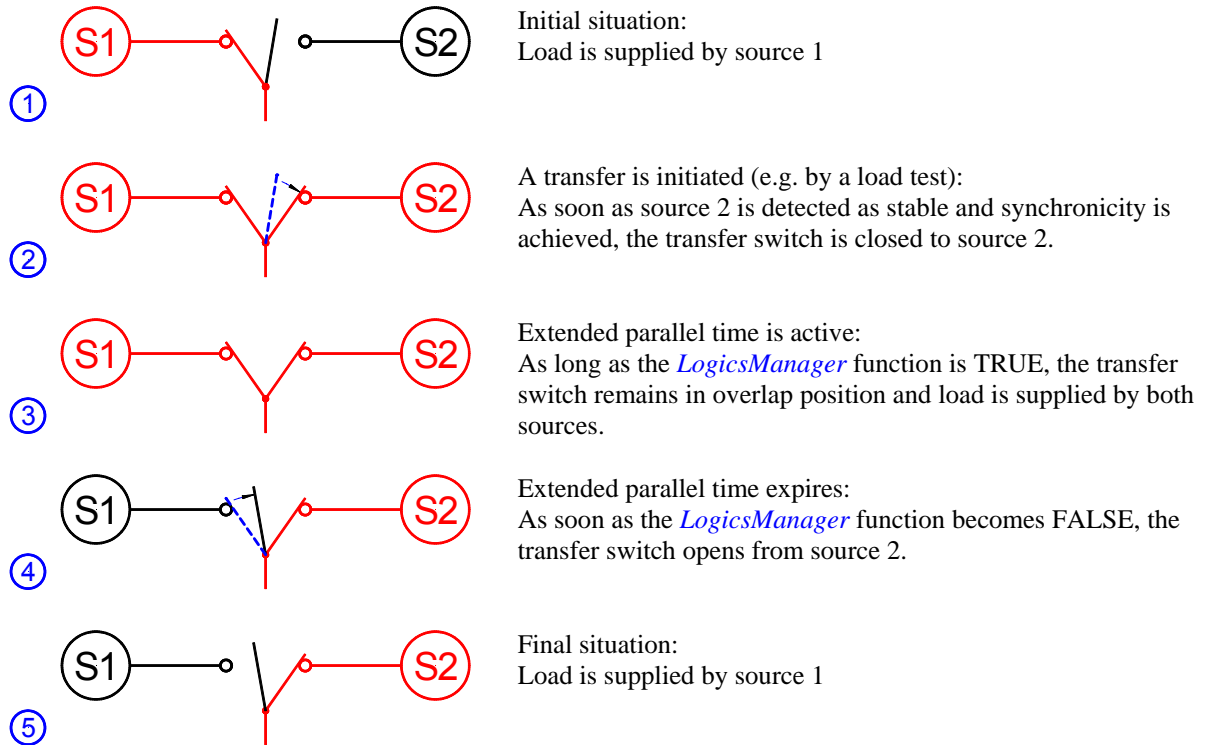 S1
S2
Initial situation:
Load is supplied by source 1
1
S1
S2
A transfer is initiated (e.g. by a load test):
As soon as source 2 is detected as stable and synchronicity is
achieved, the transfer switch is closed to source 2.
2
S1
S2
Extended parallel time is active:
As long as the LogicsManager function is TRUE, the transfer
switch remains in overlap position and load is supplied by both
sources.
3
S1
S2
Extended parallel time expires:
As soon as the LogicsManager function becomes FALSE, the
transfer switch opens from source 2.
4
S1
S2
Final situation:
Load is supplied by source 1
5